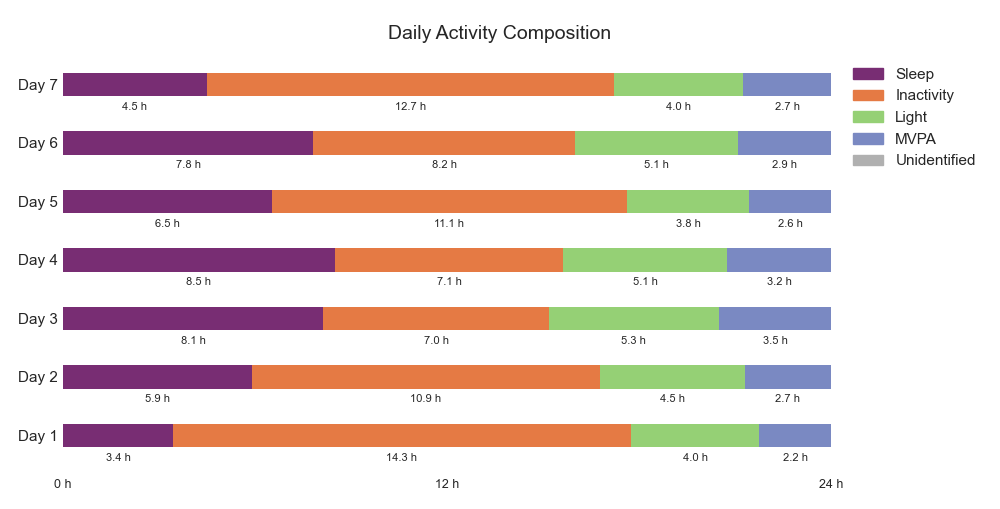 Daily Activity Composition
Day 7
4.5 h 12.7 h 4.0 h 2.7 h
Day 6
7.8 h 8.2 h 5.1 h 2.9 h
Day 5
6.5 h 11.1 h 3.8 h 2.6 h
Day 4
8.5 h 7.1 h 5.1 h 3.2 h
Day 3
8.1 h 7.0 h 5.3 h 3.5 h
Day 2
5.9 h 10.9 h 4.5 h 2.7 h
Day 1
3.4 h 14.3 h 4.0 h 2.2 h
0 h 12 h 24 h
Sleep
Inactivity
Light
MVPA
Unidentified